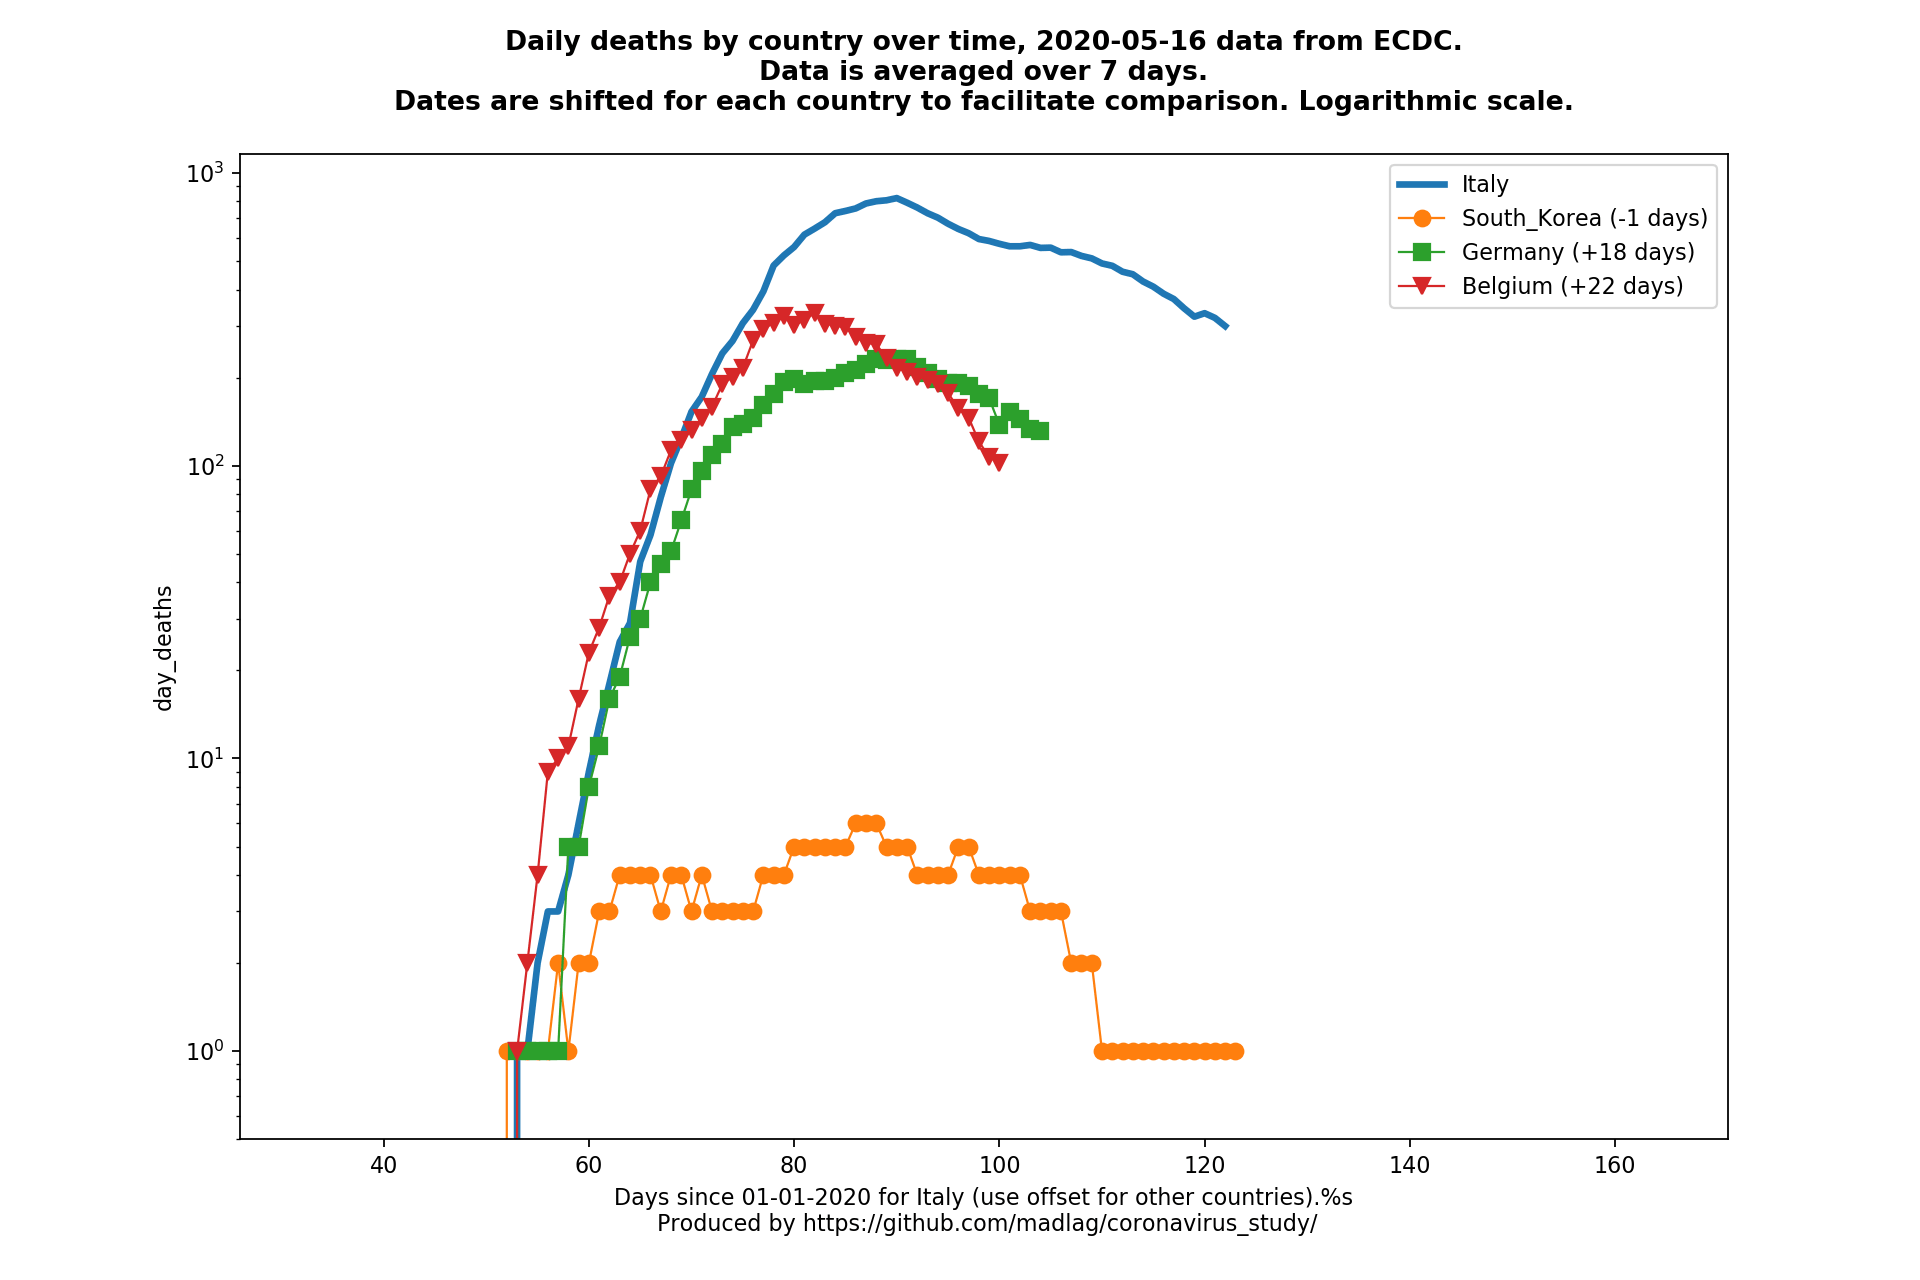 Daily deaths by country over time, 2020-05-16 data from ECDC.
Data is averaged over 7 days.
Dates are shifted for each country to facilitate comparison. Logarithmic scale.
10³
10²
10¹
10⁰
day_deaths
Italy
South_Korea (-1 days)
Germany (+18 days)
Belgium (+22 days)
40 60 80 100 120 140 160
Days since 01-01-2020 for Italy (use offset for other countries).%s
Produced by https://github.com/madlag/coronavirus_study/